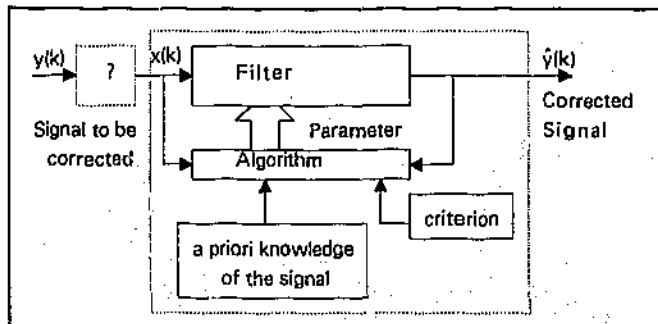 y(k)
?
x(k)
Filter
ŷ(k)
Signal to be
corrected
Parameter
Corrected
Signal
Algorithm
criterion
a priori knowledge
of the signal